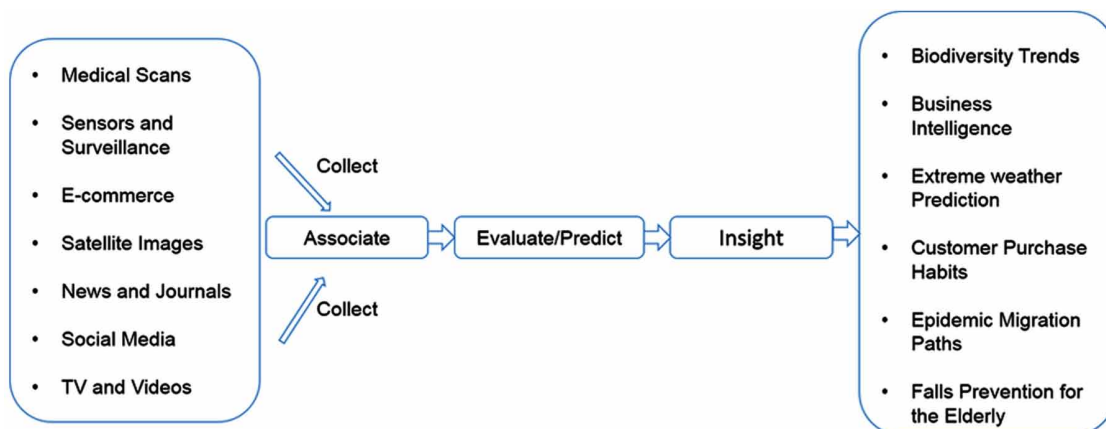 • Medical Scans
• Sensors and
Surveillance
• E-commerce
• Satellite Images
• News and Journals
• Social Media
• TV and Videos
Collect
Collect
Associate
Evaluate/Predict
Insight
• Biodiversity Trends
• Business
Intelligence
• Extreme weather
Prediction
• Customer Purchase
Habits
• Epidemic Migration
Paths
• Falls Prevention for
the Elderly